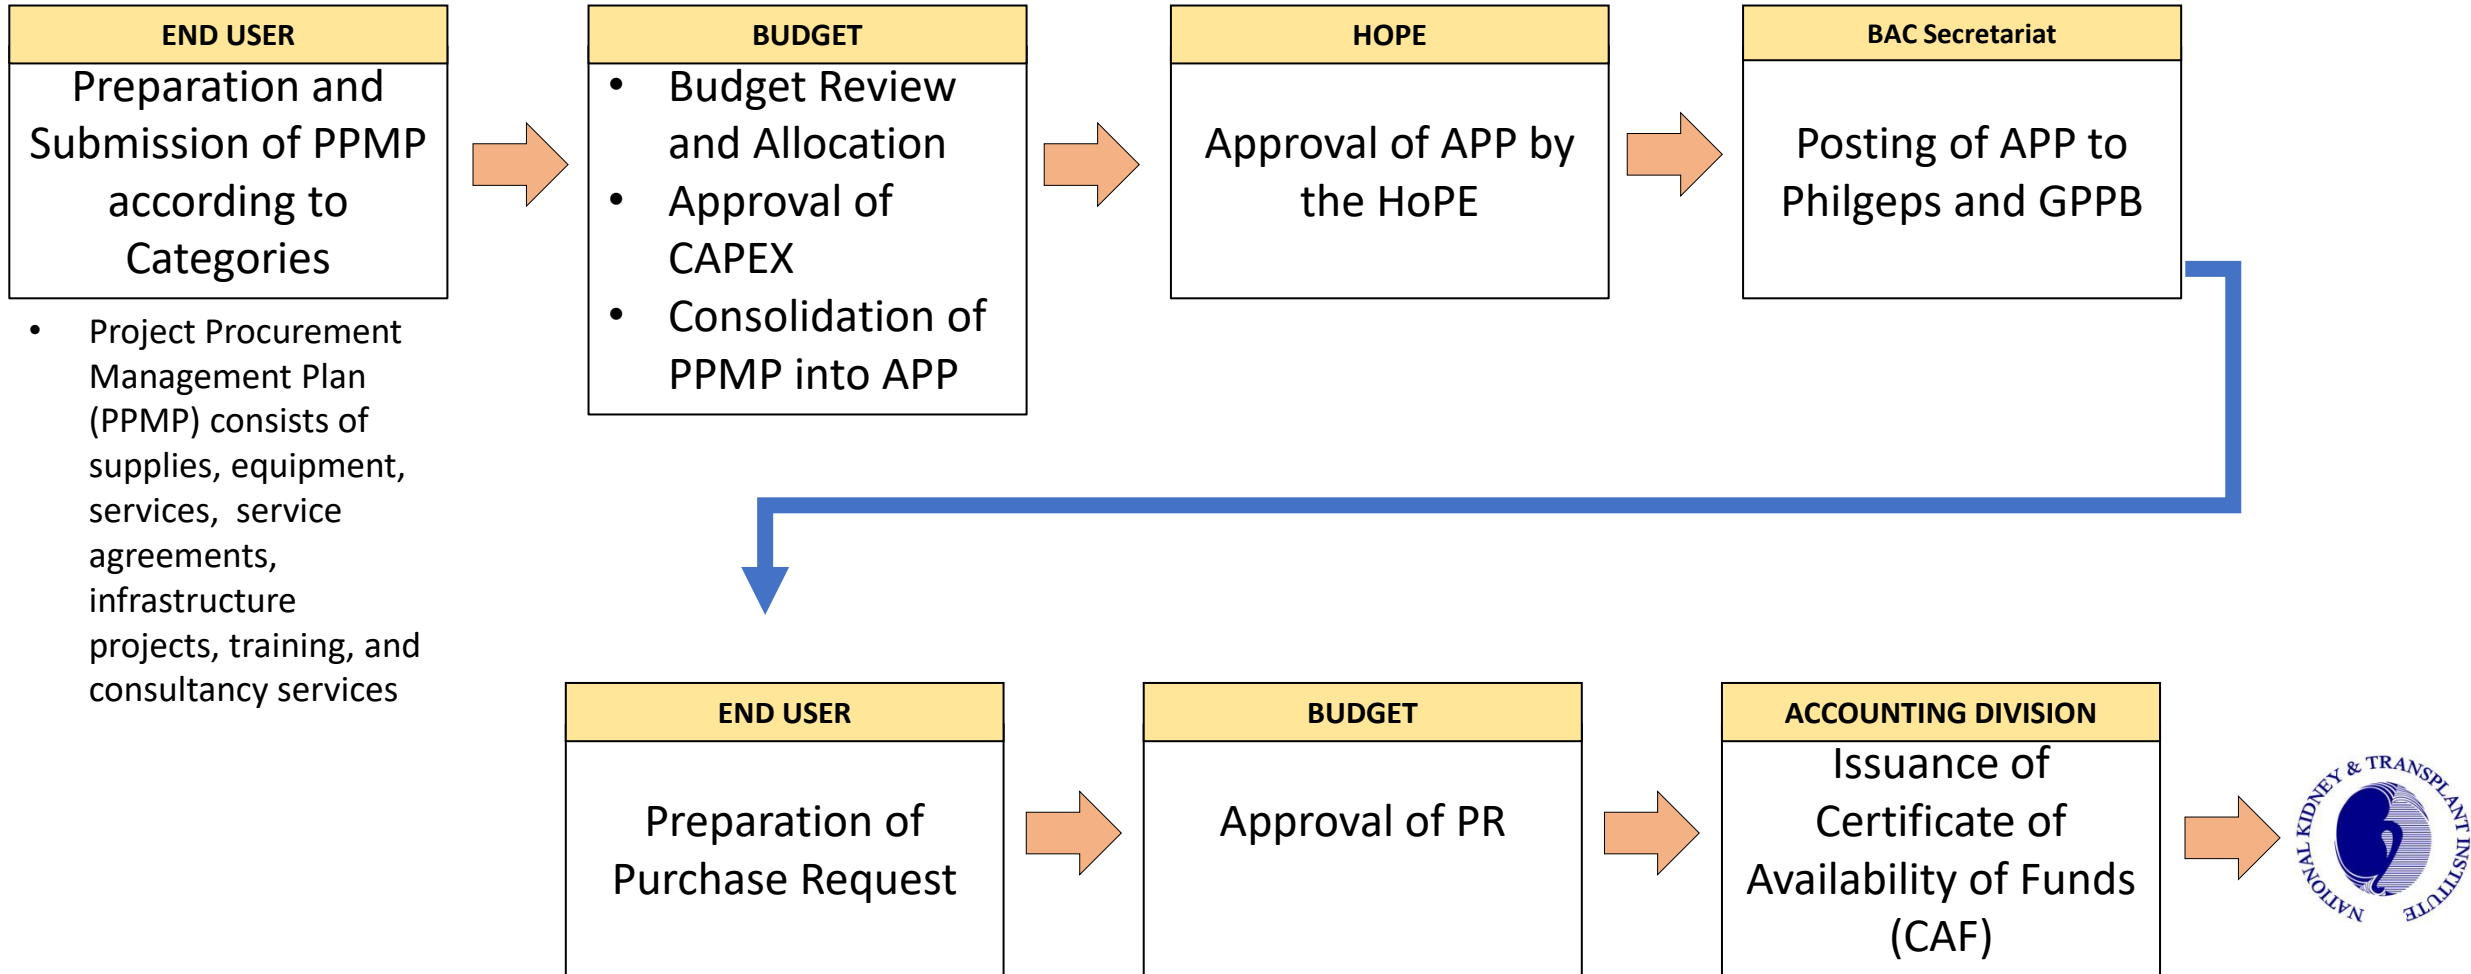 END USER
Preparation and
Submission of PPMP
according to
Categories
• Project Procurement
Management Plan
(PPMP) consists of
supplies, equipment,
services, service
agreements,
infrastructure
projects, training, and
consultancy services
BUDGET
• Budget Review
and Allocation
• Approval of
CAPEX
• Consolidation of
PPMP into APP
HOPE
Approval of APP by
the HoPE
BAC Secretariat
Posting of APP to
Philgeps and GPPB
END USER
Preparation of
Purchase Request
BUDGET
Approval of PR
ACCOUNTING DIVISION
Issuance of
Certificate of
Availability of Funds
(CAF)
NATIONAL KIDNEY & TRANSPLANT INSTITUTE